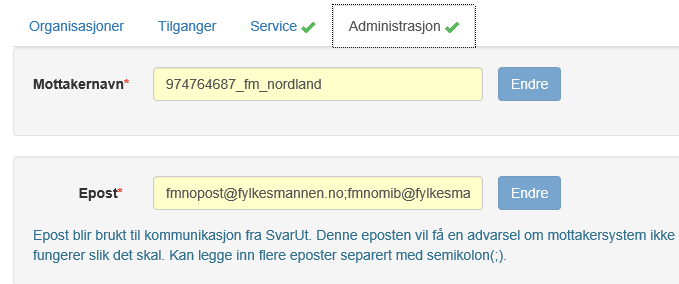 Organisasjoner Tilganger Service Administrasjon
Mottakernavn* 974764687_fm_nordland Endre
Epost* fmnopost@fylkesmannen.no;fmnomib@fylkesma Endre
Epost blir brukt til kommunikasjon fra SvarUt. Denne eposten vil få en advarsel om mottakersystem ikke
fungerer slik det skal. Kan legge inn flere eposter separert med semikolon(;).